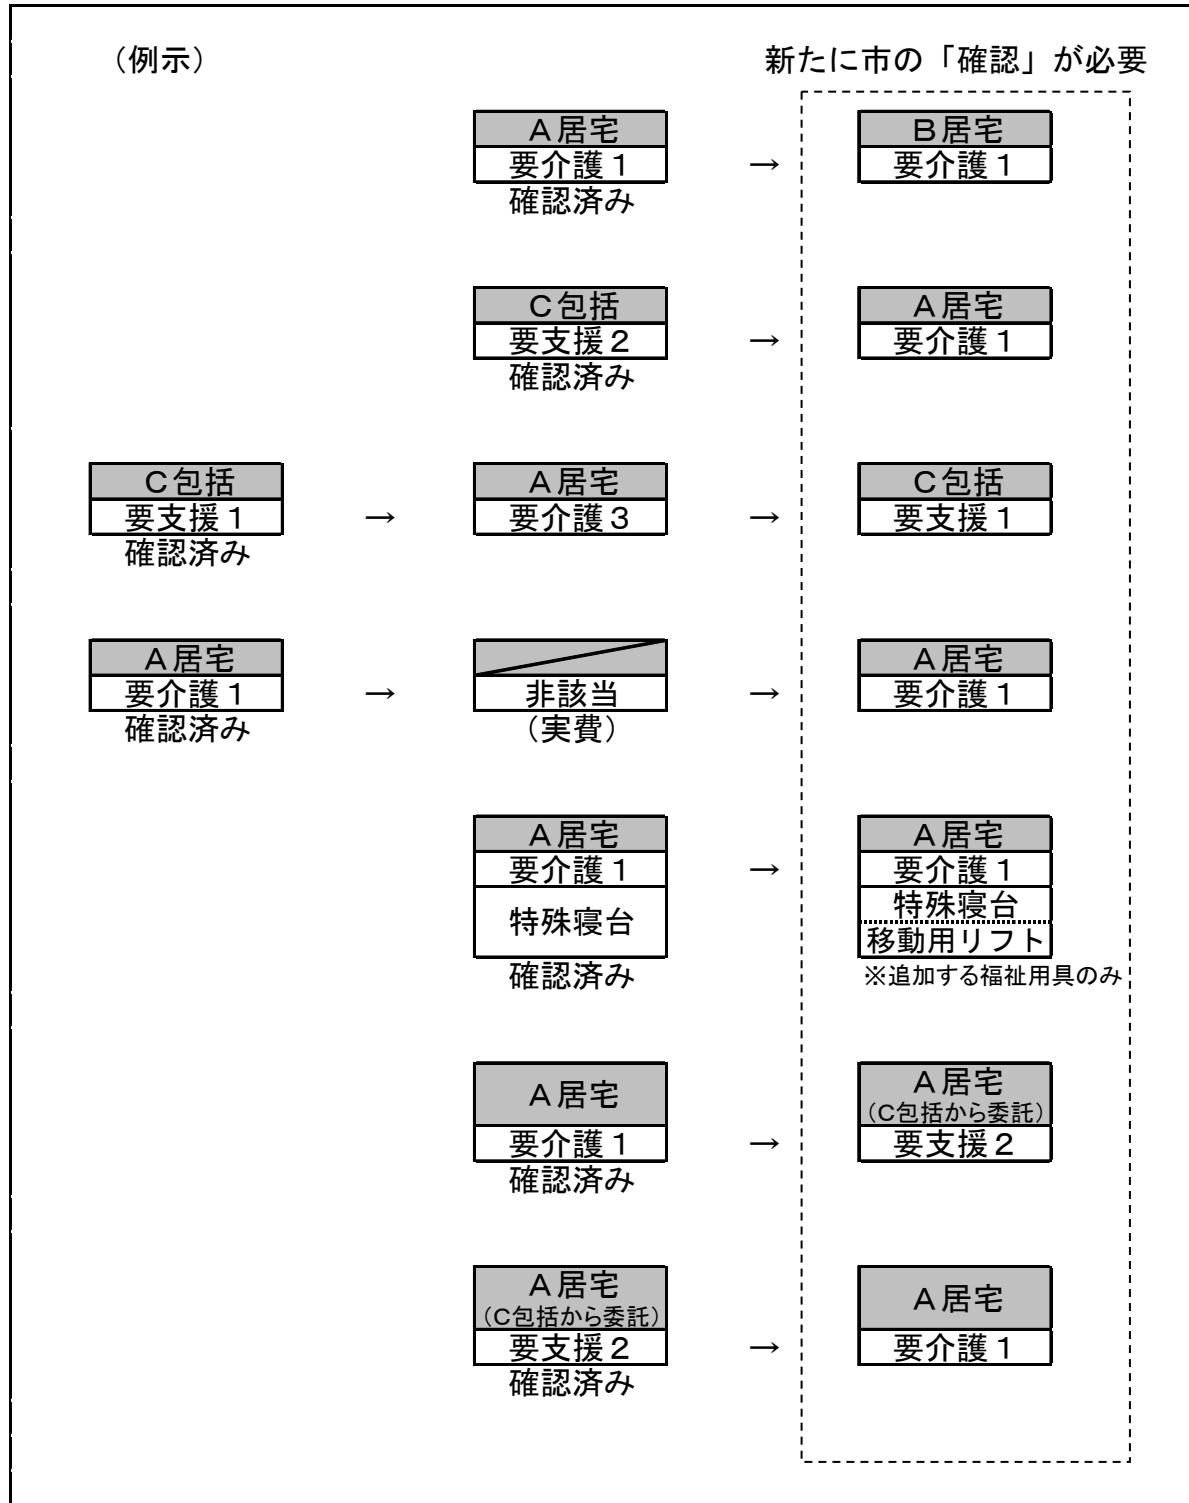 （例示）
新たに市の「確認」が必要
Ａ居宅
要介護１
確認済み
→
Ｂ居宅
要介護１
Ｃ包括
要支援２
確認済み
→
Ａ居宅
要介護１
Ｃ包括
要支援１
確認済み
→
Ａ居宅
要介護３
→
Ｃ包括
要支援１
Ａ居宅
要介護１
確認済み
→
非該当
（実費）
→
Ａ居宅
要介護１
Ａ居宅
要介護１
特殊寝台
確認済み
→
Ａ居宅
要介護１
特殊寝台
移動用リフト
※追加する福祉用具のみ
Ａ居宅
要介護１
確認済み
→
Ａ居宅
（Ｃ包括から委託）
要支援２
Ａ居宅
（Ｃ包括から委託）
要支援２
確認済み
→
Ａ居宅
要介護１